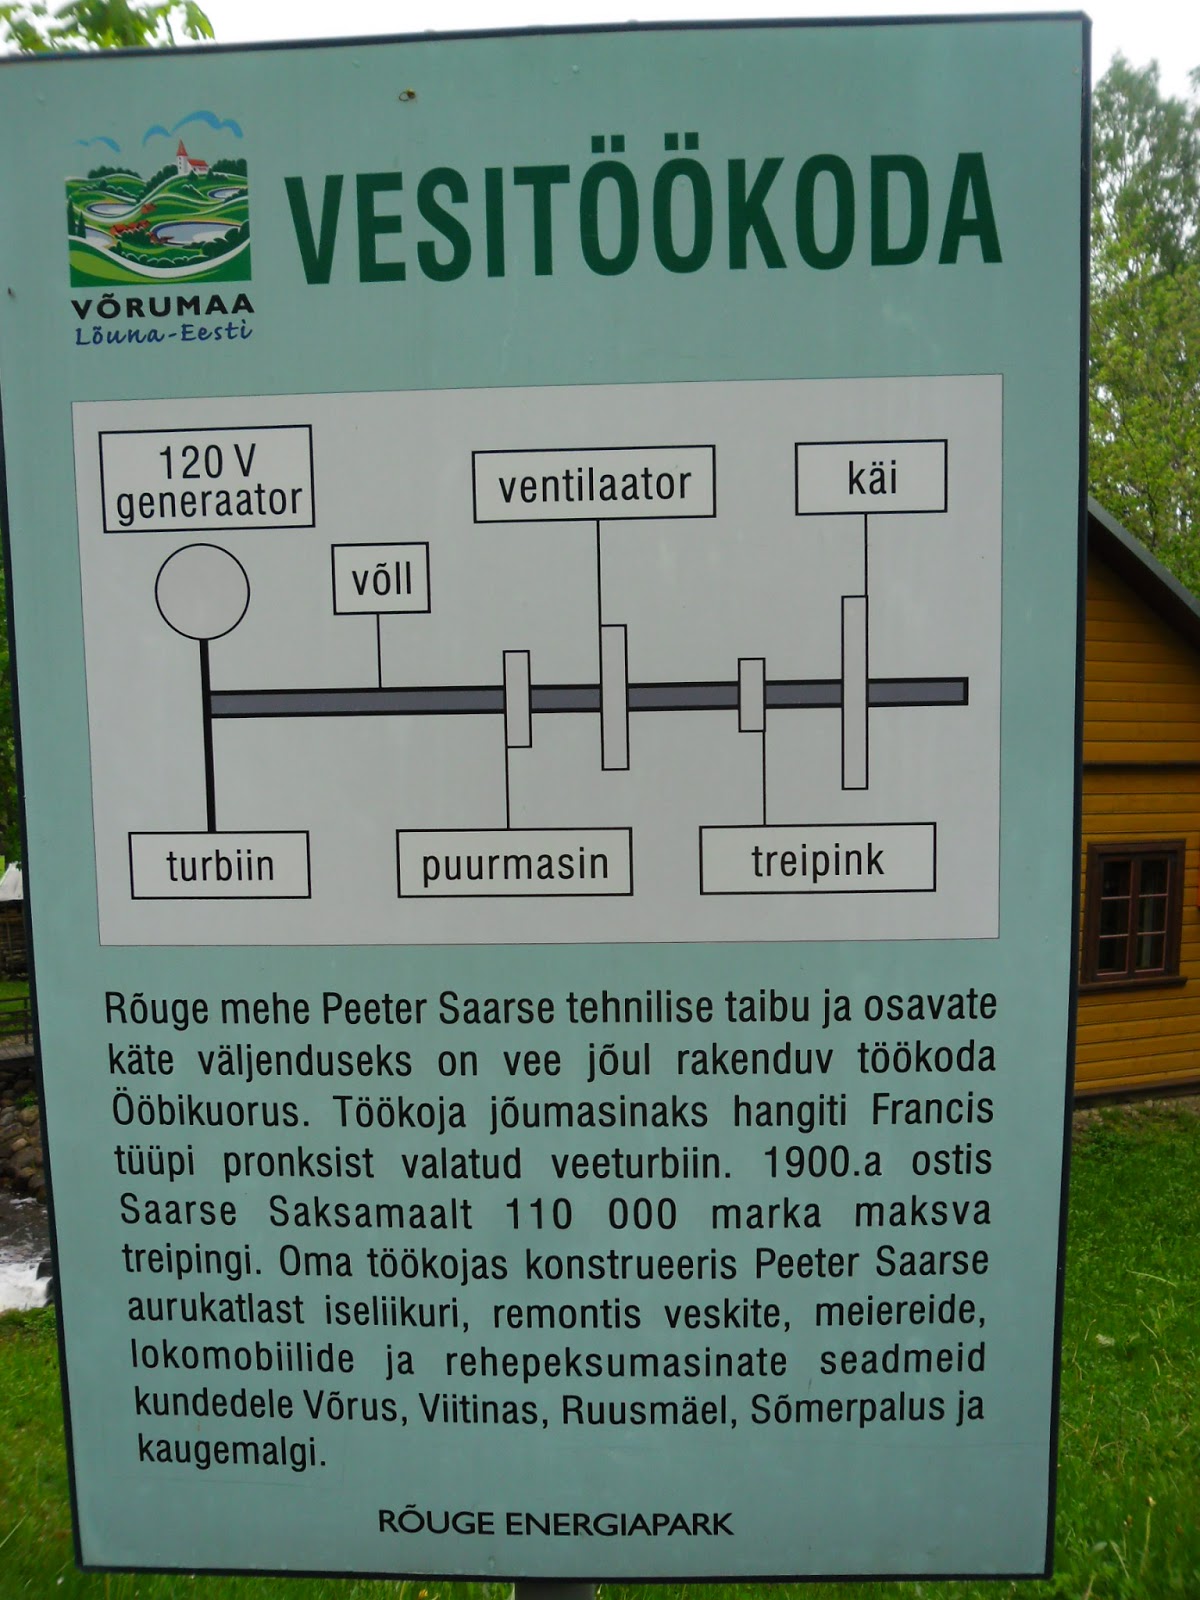 VESITÖÖKODA
VÕRUMAA
Lõuna-Eesti
120 V
generaator
ventilaator
käi
võll
turbiin
puurmasin
treipink
Rõuge mehe Peeter Saarse tehnilise taibu ja osavate
käte väljenduseks on vee jõul rakenduv töökoda
Ööbikuorus. Töökoja jõumasinaks hangiti Francis
tüüpi pronksist valatud veeturbiin. 1900.a ostis
Saarse Saksamaalt 110 000 marka maksva
treipingi. Oma töökojas konstrueeris Peeter Saarse
aurukatlast iseliikuri, remontis veskite, meiereide,
lokomobiilide ja rehepeksumasinate seadmeid
kundedele Võrus, Viitinas, Ruusmäel, Sõmerpalus ja
kaugemalgi.
RÕUGE ENERGIAPARK